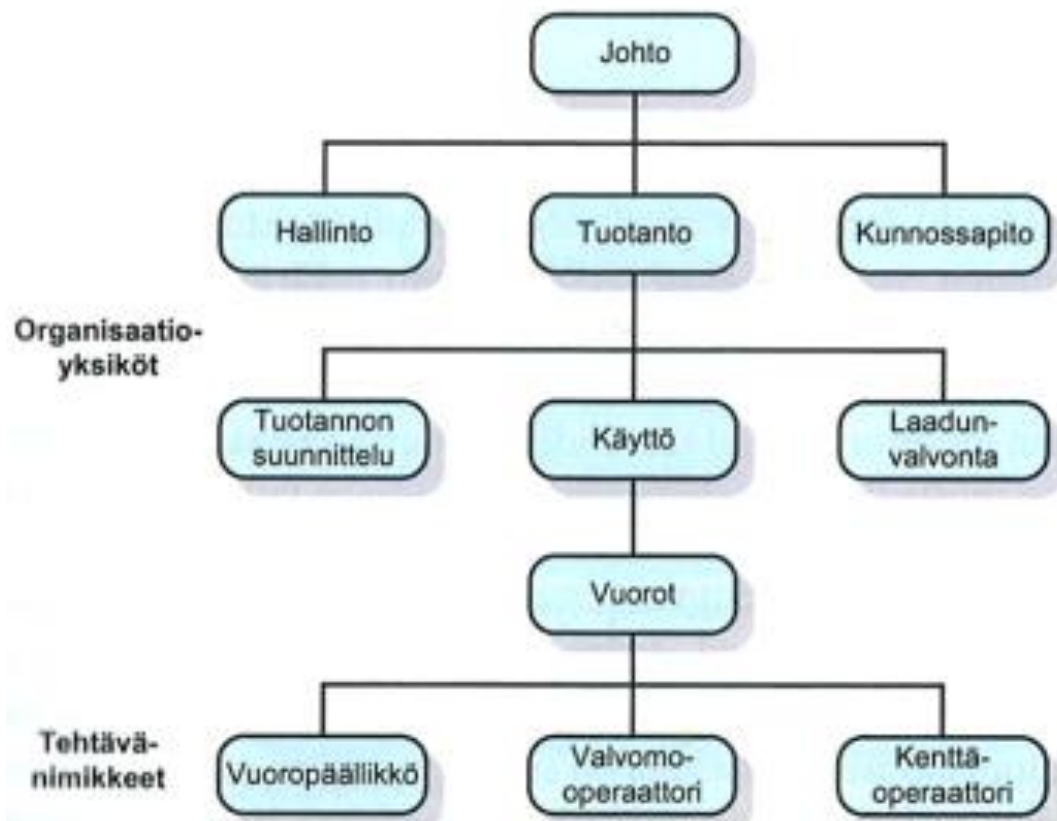 Johto
Hallinto
Tuotanto
Kunnossapito
Organisaatio-
yksiköt
Tuotannon
suunnittelu
Käyttö
Laadun-
valvonta
Vuorot
Tehtävä-
nimikkeet
Vuoropäällikkö
Valvomo-
operaattori
Kenttä-
operaattori